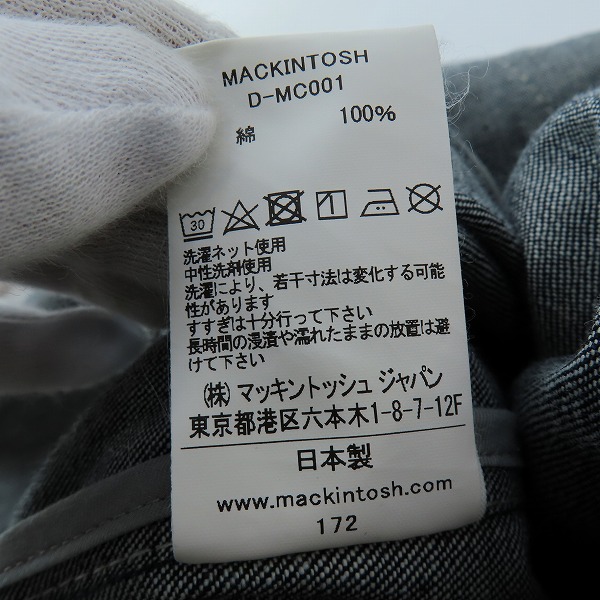 MACKINTOSH
D-MC001
綿 100%
30
洗濯ネット使用
中性洗剤使用
洗濯により、若干寸法は変化する可能
性があります
すすぎは十分行って下さい
長時間の浸漬や濡れたままの放置は避
けて下さい
(株) マッキントッシュ ジャパン
東京都港区六本木1-8-7-12F
日本製
www.mackintosh.com
172